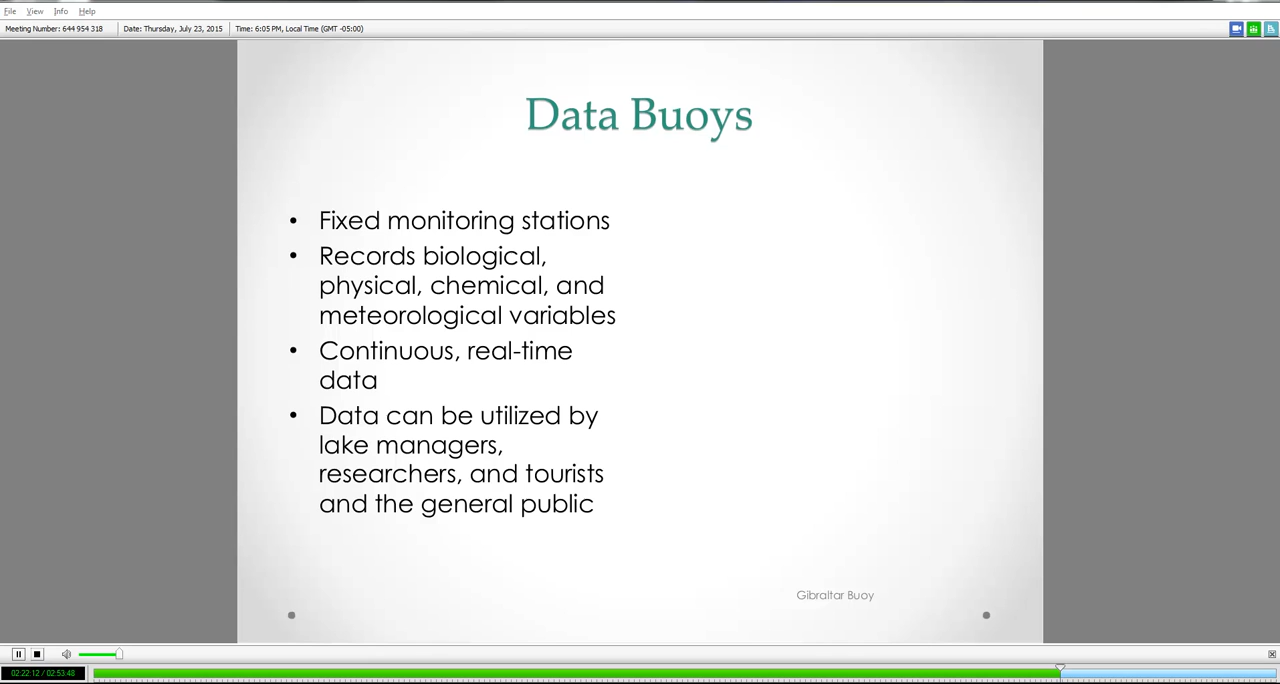 File View Info Help
Meeting Number: 644 954 318 Date: Thursday, July 23, 2015 Time: 6:05 PM, Local Time (GMT -05:00)
Data Buoys
• Fixed monitoring stations
• Records biological,
physical, chemical, and
meteorological variables
• Continuous, real-time
data
• Data can be utilized by
lake managers,
researchers, and tourists
and the general public
Gibraltar Buoy
02:22:12 / 02:53:48